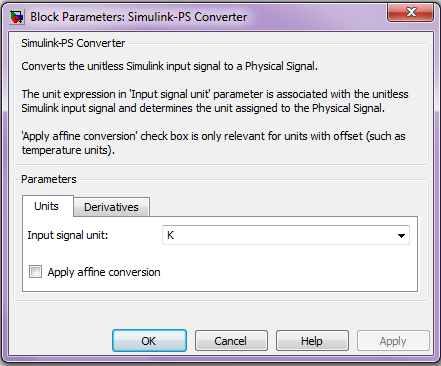 Block Parameters: Simulink-PS Converter
Simulink-PS Converter
Converts the unitless Simulink input signal to a Physical Signal.
The unit expression in 'Input signal unit' parameter is associated with the unitless
Simulink input signal and determines the unit assigned to the Physical Signal.
'Apply affine conversion' check box is only relevant for units with offset (such as
temperature units).
Parameters
Units Derivatives
Input signal unit: K
Apply affine conversion
OK Cancel Help Apply